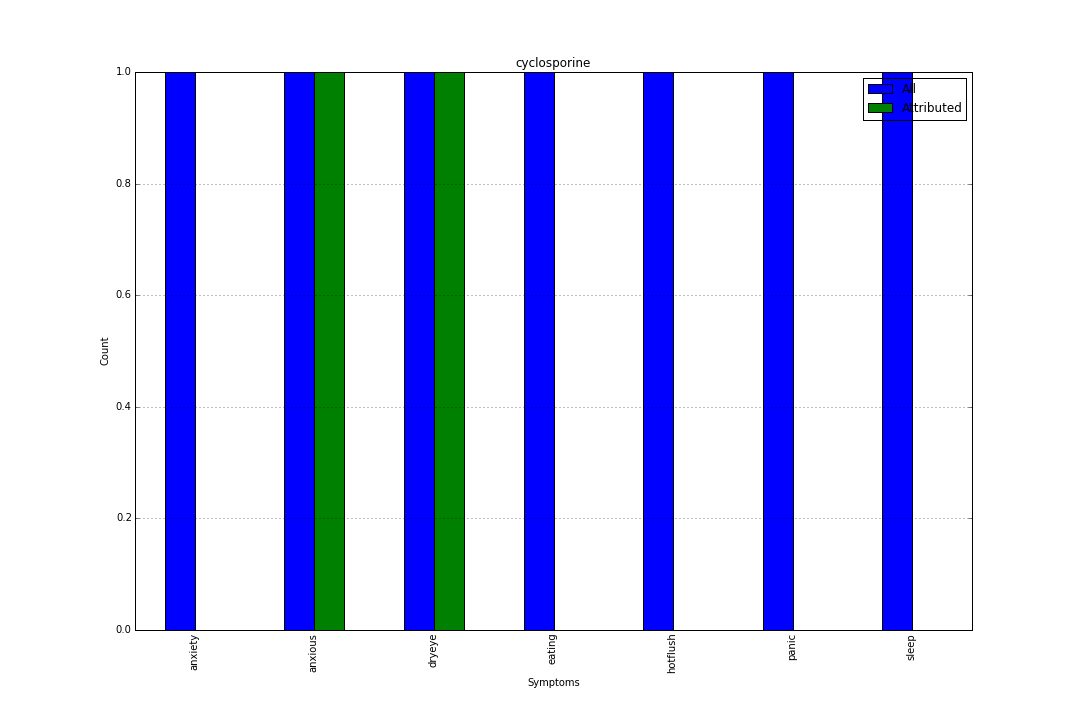 cyclosporine
1.0
0.8
0.6
0.4
0.2
0.0
Count
All
Attributed
anxiety
anxious
dryeye
eating
hotflush
panic
sleep
Symptoms